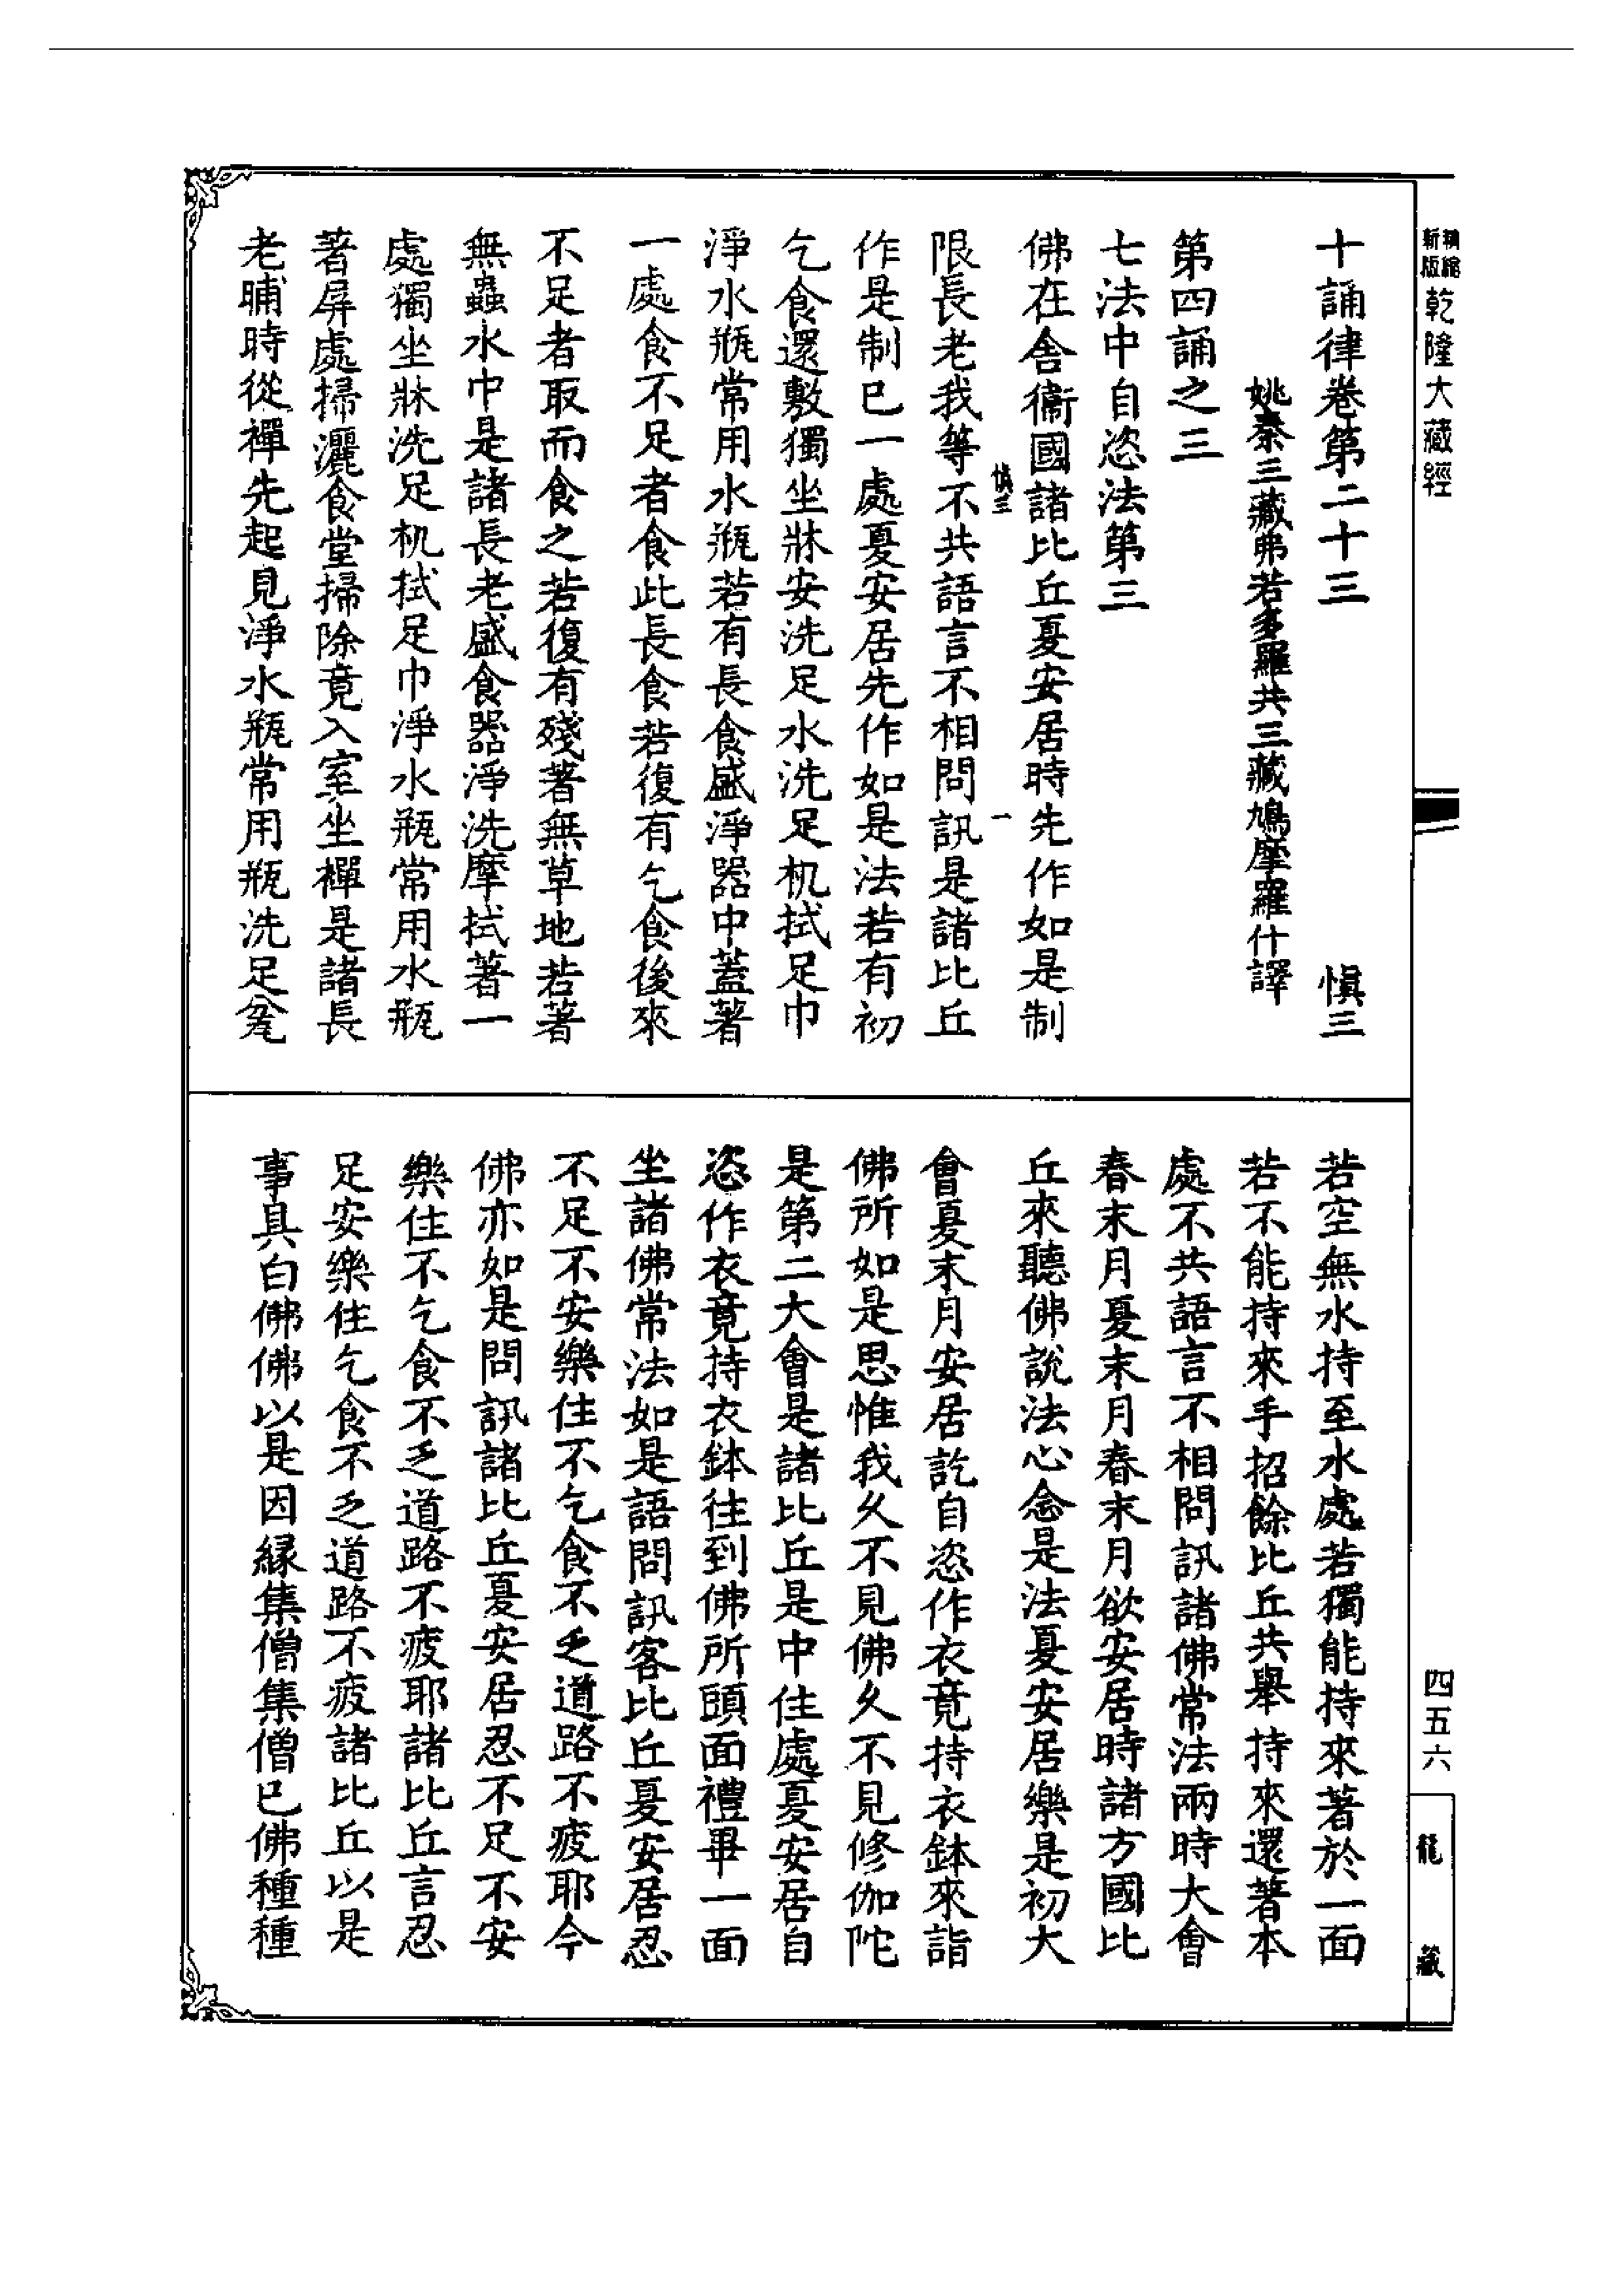 精縮新版乾隆大藏經
四五六
龍藏
十誦律卷第二十三 慎三
姚秦三藏弗若多羅共三藏鳩摩羅什譯
第四誦之三
七法中自恣法第三
佛在舍衞國諸比丘夏安居時先作如是制
慎三 一
限長老我等不共語言不相問訊是諸比丘
作是制已一處夏安居先作如是法若有初
乞食還敷獨坐牀安洗足水洗足机拭足巾
淨水瓶常用水瓶若有長食盛淨器中蓋著
一處食不足者食此長食若復有乞食後來
不足者取而食之若復有殘著無草地若著
無蟲水中是諸長老盛食器淨洗摩拭著一
處獨坐牀洗足机拭足巾淨水瓶常用水瓶
著屏處掃灑食堂掃除竟入室坐禪是諸長
老晡時從禪先起見淨水瓶常用瓶洗足瓮
若空無水持至水處若獨能持來著於一面
若不能持來手招餘比丘共舉持來還著本
處不共語言不相問訊諸佛常法兩時大會
春末月夏末月春末月欲安居時諸方國比
丘來聽佛說法心念是法夏安居樂是初大
會夏末月安居訖自恣作衣竟持衣鉢來詣
佛所如是思惟我久不見佛久不見修伽陀
是第二大會是諸比丘是中住處夏安居自
恣作衣竟持衣鉢往到佛所頭面禮畢一面
坐諸佛常法如是語問訊客比丘夏安居忍
不足不安樂住不乞食不乏道路不疲耶今
佛亦如是問訊諸比丘夏安居忍不足不安
樂住不乞食不乏道路不疲耶諸比丘言忍
足安樂住乞食不乏道路不疲諸比丘以是
事具白佛佛以是因緣集僧集僧已佛種種